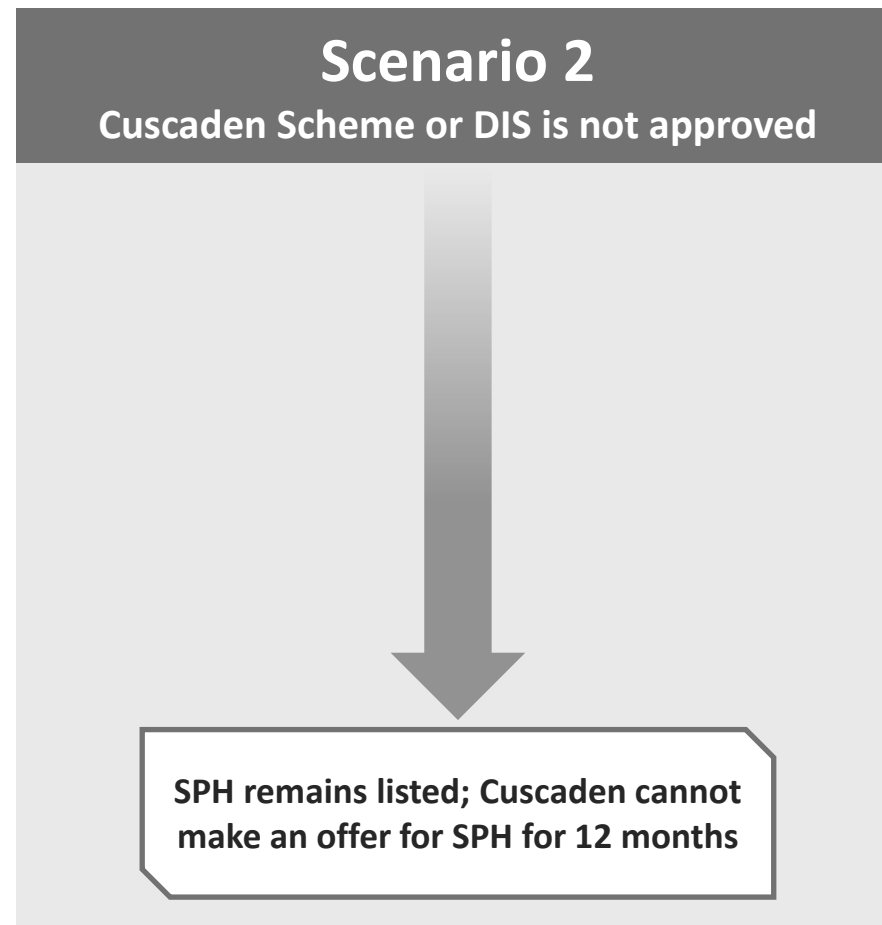 Scenario 2
Cuscaden Scheme or DIS is not approved
SPH remains listed; Cuscaden cannot
make an offer for SPH for 12 months